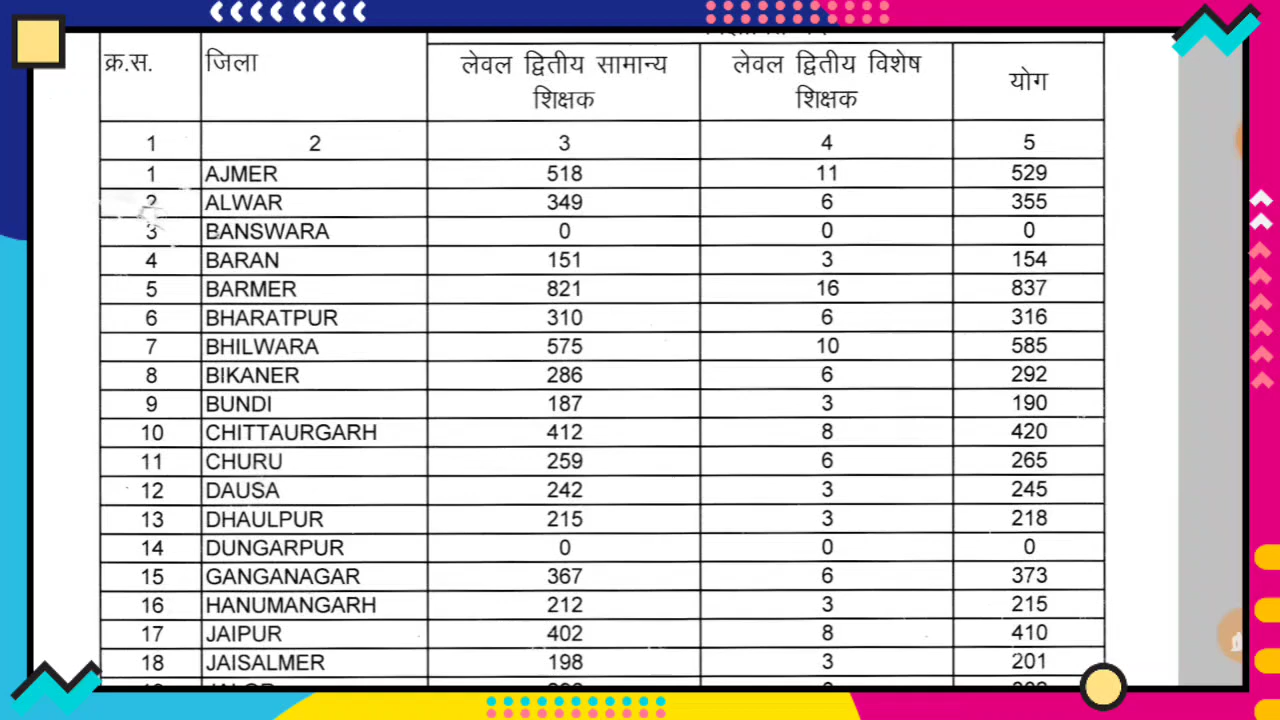 क्र.स. जिला लेवल द्वितीय सामान्य शिक्षक लेवल द्वितीय विशेष शिक्षक योग
1 2 3 4 5
1 AJMER 518 11 529
2 ALWAR 349 6 355
3 BANSWARA 0 0 0
4 BARAN 151 3 154
5 BARMER 821 16 837
6 BHARATPUR 310 6 316
7 BHILWARA 575 10 585
8 BIKANER 286 6 292
9 BUNDI 187 3 190
10 CHITTAURGARH 412 8 420
11 CHURU 259 6 265
12 DAUSA 242 3 245
13 DHAULPUR 215 3 218
14 DUNGARPUR 0 0 0
15 GANGANAGAR 367 6 373
16 HANUMANGARH 212 3 215
17 JAIPUR 402 8 410
18 JAISALMER 198 3 201